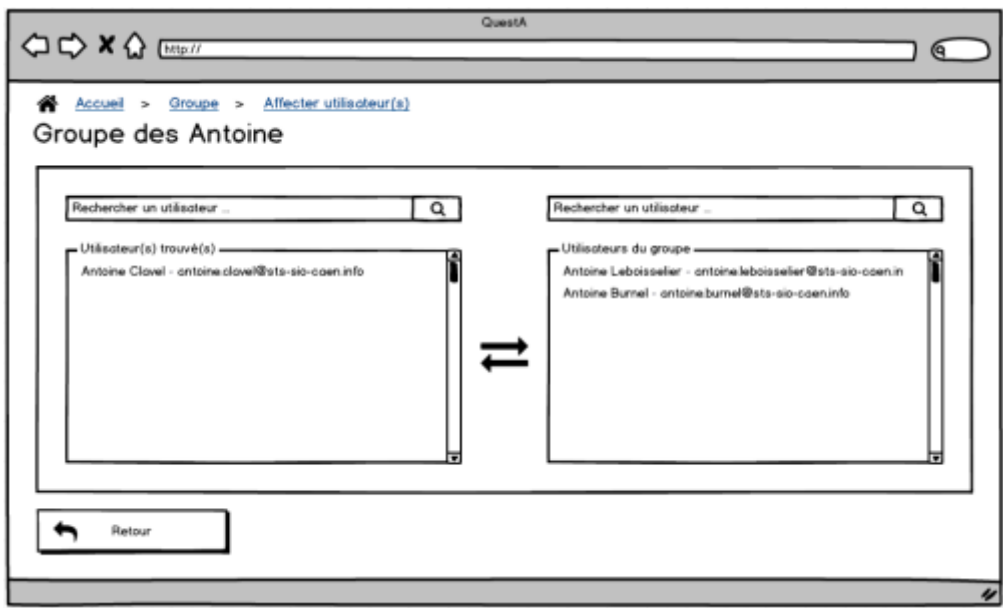 QuestA
http://
Accueil > Groupe > Affecter utilisateur(s)
Groupe des Antoine
Rechercher un utilisateur ...
Utilisateur(s) trouvé(s)
Antoine Clavel - antoine.clavel@sts-sio-caen.info
Rechercher un utilisateur ...
Utilisateurs du groupe
Antoine Leboisselier - antoine.leboisselier@sts-sio-caen.in
Antoine Burnel - antoine.burnel@sts-sio-caen.info
Retour